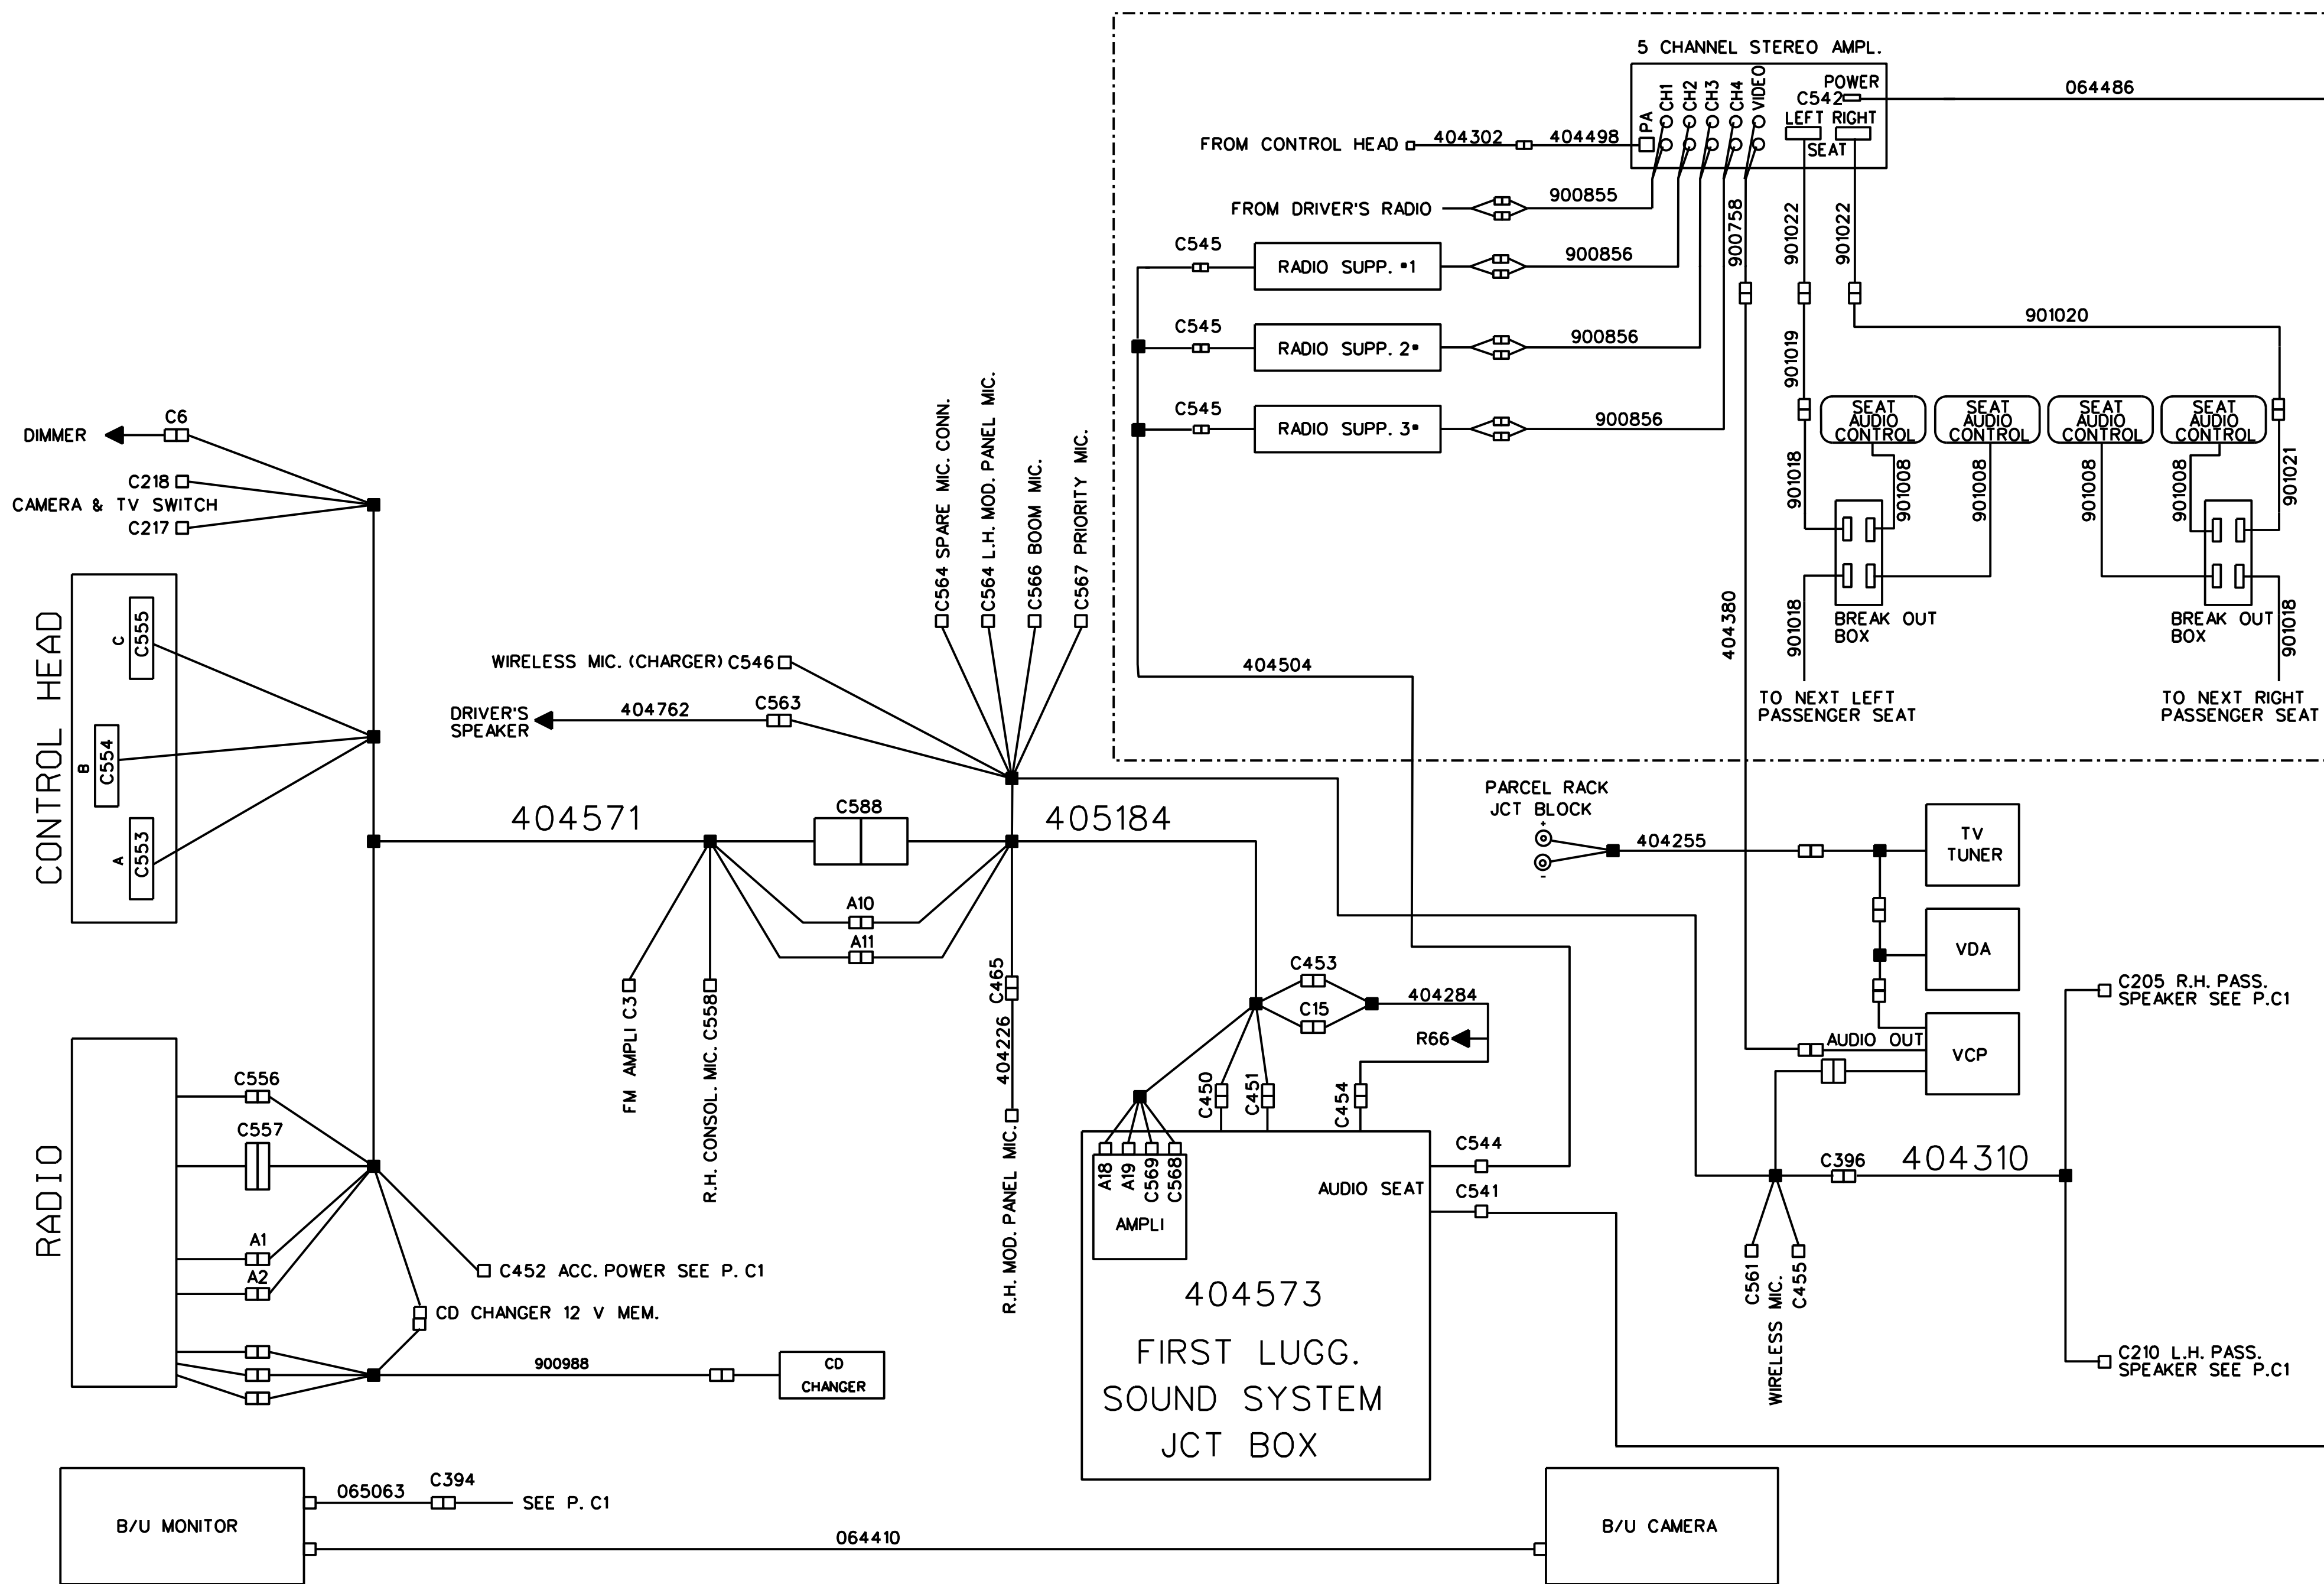 5 CHANNEL STEREO AMPL.
POWER
C542
LEFT RIGHT
SEAT
PA
CH1
CH2
CH3
CH4
VIDEO
064486
FROM CONTROL HEAD
404302
404498
FROM DRIVER'S RADIO
900855
900758
901022
901022
C545
RADIO SUPP. •1
900856
C545
RADIO SUPP. 2•
900856
C545
RADIO SUPP. 3•
900856
901020
901019
SEAT
AUDIO
CONTROL
SEAT
AUDIO
CONTROL
SEAT
AUDIO
CONTROL
SEAT
AUDIO
CONTROL
901018
901008
901008
901008
901008
901021
BREAK OUT
BOX
BREAK OUT
BOX
901018
901018
TO NEXT LEFT
PASSENGER SEAT
TO NEXT RIGHT
PASSENGER SEAT
404380
404504
DIMMER
C6
C218
CAMERA & TV SWITCH
C217
CONTROL HEAD
C
C555
B
C554
A
C553
C564 SPARE MIC. CONN.
C564 L.H. MOD. PANEL MIC.
C566 BOOM MIC.
C567 PRIORITY MIC.
WIRELESS MIC. (CHARGER) C546
DRIVER'S
SPEAKER
404762
C563
404571
C588
405184
A10
A11
FM AMPLI C3
R.H. CONSOL. MIC. C558
C465
404226
R.H. MOD. PANEL MIC.
PARCEL RACK
JCT BLOCK
+
-
404255
TV
TUNER
VDA
VCP
AUDIO OUT
C453
C15
404284
R66
C450
C451
C454
C544
C541
AUDIO SEAT
A18
A19
C569
C568
AMPLI
404573
FIRST LUGG.
SOUND SYSTEM
JCT BOX
C396
404310
C561
WIRELESS MIC.
C455
C205 R.H. PASS.
SPEAKER SEE P.C1
C210 L.H. PASS.
SPEAKER SEE P.C1
RADIO
C556
C557
A1
A2
C452 ACC. POWER SEE P. C1
CD CHANGER 12 V MEM.
900988
CD
CHANGER
B/U MONITOR
065063
C394
SEE P. C1
064410
B/U CAMERA